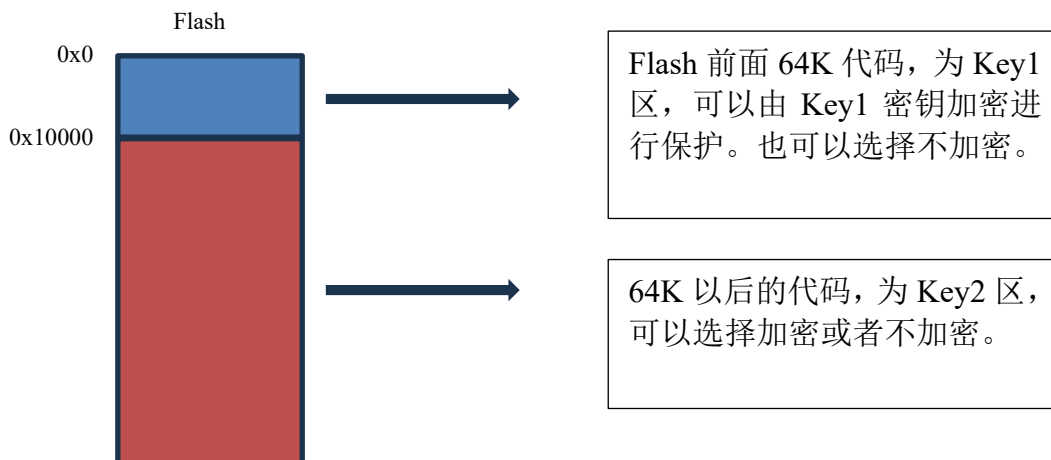 Flash
0x0
0x10000
Flash 前面 64K 代码，为 Key1
区，可以由 Key1 密钥加密进
行保护。也可以选择不加密。
64K 以后的代码，为 Key2 区，
可以选择加密或者不加密。